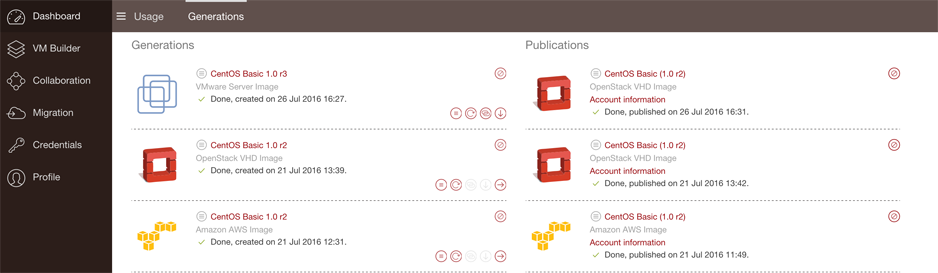 Dashboard
VM Builder
Collaboration
Migration
Credentials
Profile
Usage
Generations
Generations
CentOS Basic 1.0 r3
VMware Server Image
Done, created on 26 Jul 2016 16:27.
CentOS Basic 1.0 r2
OpenStack VHD Image
Done, created on 21 Jul 2016 13:39.
CentOS Basic 1.0 r2
Amazon AWS Image
Done, created on 21 Jul 2016 12:31.
Publications
CentOS Basic (1.0 r2)
OpenStack VHD Image
Account information
Done, published on 26 Jul 2016 16:31.
CentOS Basic (1.0 r2)
OpenStack VHD Image
Account information
Done, published on 21 Jul 2016 13:42.
CentOS Basic (1.0 r2)
Amazon AWS Image
Account information
Done, published on 21 Jul 2016 11:49.